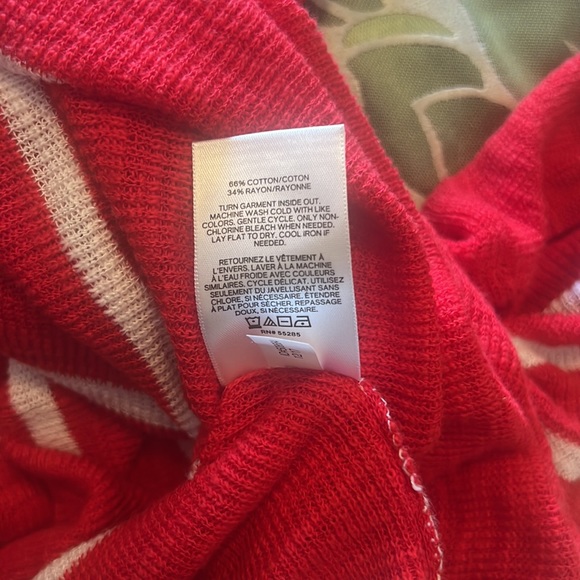 66% COTTON/COTON
34% RAYON/RAYONNE
TURN GARMENT INSIDE OUT.
MACHINE WASH COLD WITH LIKE
COLORS. GENTLE CYCLE. ONLY NON-
CHLORINE BLEACH WHEN NEEDED.
LAY FLAT TO DRY. COOL IRON IF
NEEDED.
RETOURNEZ LE VÊTEMENT À
L'ENVERS. LAVER À LA MACHINE
À L'EAU FROIDE AVEC COULEURS
SIMILAIRES. CYCLE DÉLICAT. UTILISEZ
SEULEMENT DU JAVELLISANT SANS
CHLORE, SI NÉCESSAIRE. ÉTENDRE
À PLAT POUR SÉCHER. REPASSAGE
DOUX, SI NÉCESSAIRE.
RN# 55285